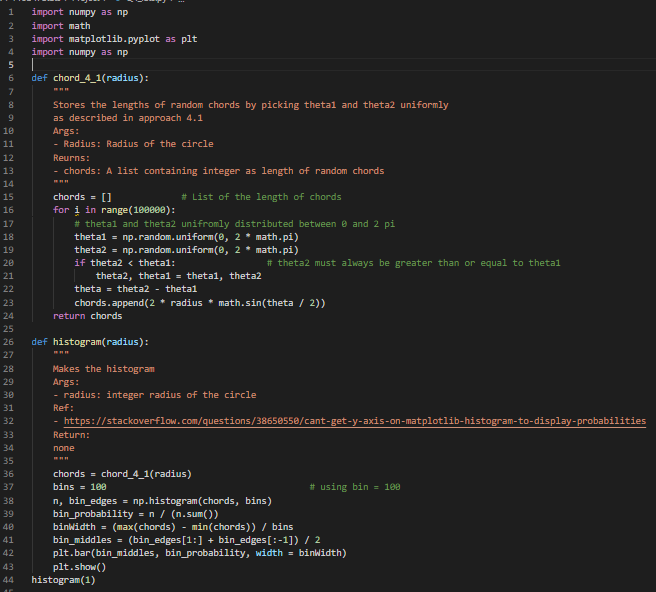 1 import numpy as np
2 import math
3 import matplotlib.pyplot as plt
4 import numpy as np
5
6 def chord_4_1(radius):
7 """
8 Stores the lengths of random chords by picking theta1 and theta2 uniformly
9 as described in approach 4.1
10 Args:
11 - Radius: Radius of the circle
12 Reurns:
13 - chords: A list containing integer as length of random chords
14 """
15 chords = [] # List of the length of chords
16 for i in range(100000):
17 # theta1 and theta2 unifromly distributed between 0 and 2 pi
18 theta1 = np.random.uniform(0, 2 * math.pi)
19 theta2 = np.random.uniform(0, 2 * math.pi)
20 if theta2 < theta1: # theta2 must always be greater than or equal to theta1
21 theta2, theta1 = theta1, theta2
22 theta = theta2 - theta1
23 chords.append(2 * radius * math.sin(theta / 2))
24 return chords
25
26 def histogram(radius):
27 """
28 Makes the histogram
29 Args:
30 - radius: integer radius of the circle
31 Ref:
32 - https://stackoverflow.com/questions/38650550/cant-get-y-axis-on-matplotlib-histogram-to-display-probabilities
33 Return:
34 none
35 """
36 chords = chord_4_1(radius)
37 bins = 100 # using bin = 100
38 n, bin_edges = np.histogram(chords, bins)
39 bin_probability = n / (n.sum())
40 binWidth = (max(chords) - min(chords)) / bins
41 bin_middles = (bin_edges[1:] + bin_edges[:-1]) / 2
42 plt.bar(bin_middles, bin_probability, width = binWidth)
43 plt.show()
44 histogram(1)